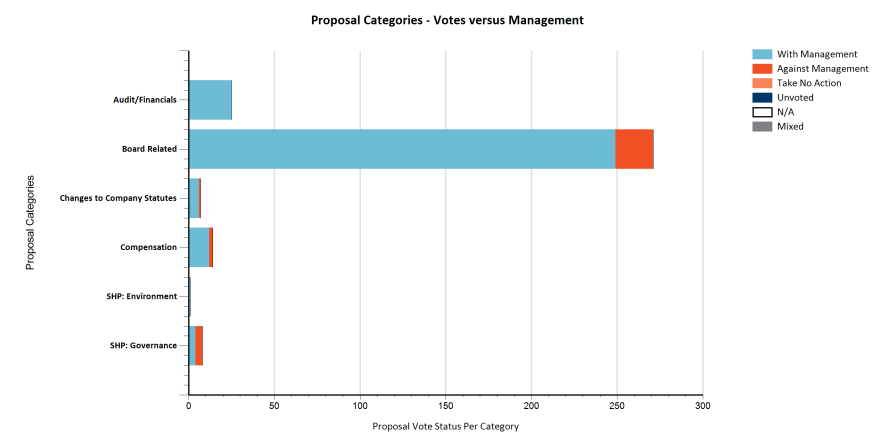 Proposal Categories - Votes versus Management
With Management
Against Management
Take No Action
Unvoted
N/A
Mixed
Proposal Categories
Audit/Financials
Board Related
Changes to Company Statutes
Compensation
SHP: Environment
SHP: Governance
0 50 100 150 200 250 300
Proposal Vote Status Per Category